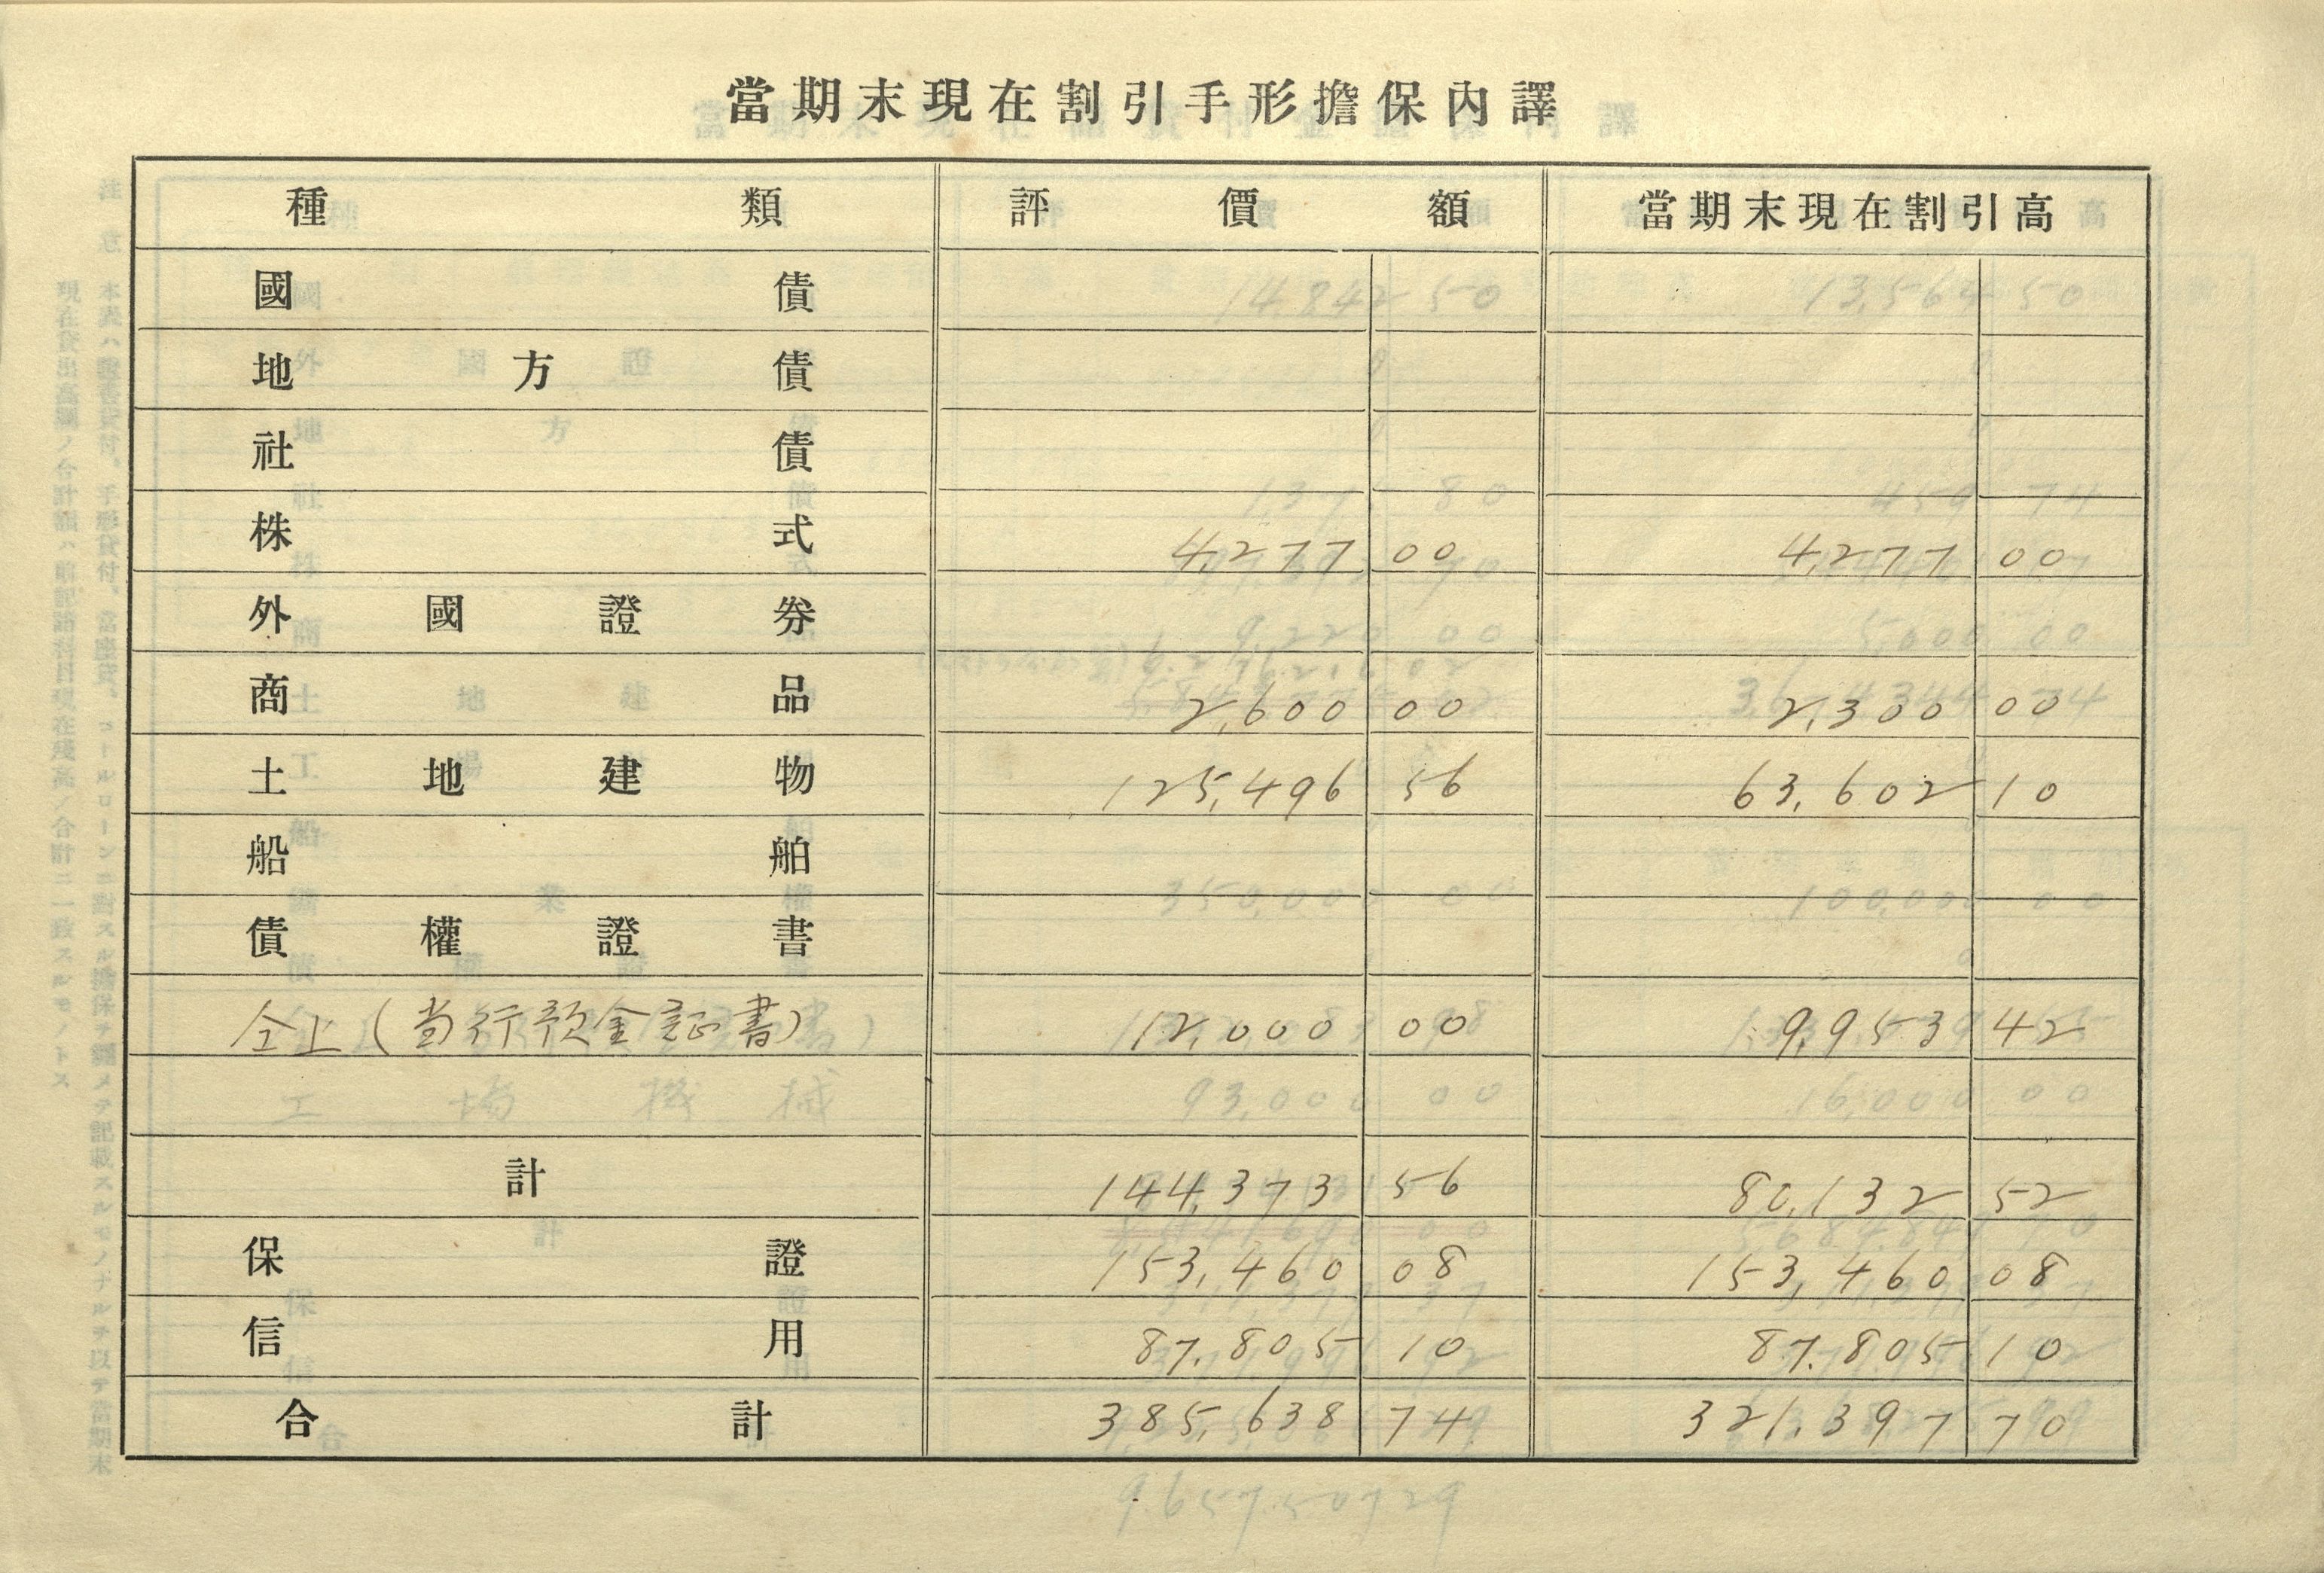 當期末現在割引手形擔保內譯
種類 評價額 當期末現在割引高
國債
地方債
社債
株式 4,277 00 4,277 00
外國證券
商品 2,600 00 2,300 00
土地建物 125,496 56 63,602 10
船舶
債權證書
仝上(当行預金証書) 12,000 00 9,953 42
計 144,373 56 80,132 52
保證 153,460 08 153,460 08
信用 87,805 10 87,805 10
合計 385,638 74 321,397 70